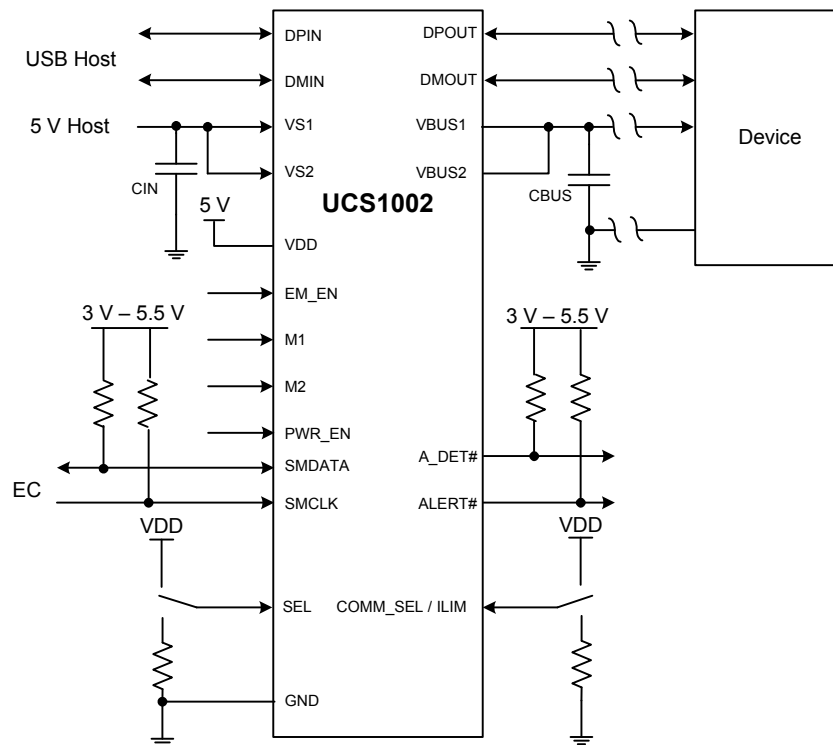 USB Host
DPIN
DPOUT
DMIN
DMOUT
5 V Host
VS1
VBUS1
Device
VS2
VBUS2
CIN
CBUS
UCS1002
5 V
VDD
EM_EN
3 V – 5.5 V
3 V – 5.5 V
M1
M2
PWR_EN
A_DET#
SMDATA
EC
SMCLK
ALERT#
VDD
VDD
SEL
COMM_SEL / ILIM
GND